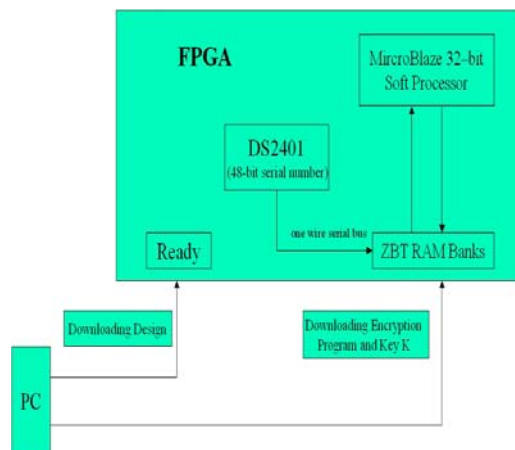 FPGA
MircroBlaze 32-bit
Soft Processor
DS2401
(48-bit serial number)
one wire serial bus
Ready
ZBT RAM Banks
Downloading Design
Downloading Encryption
Program and Key K
PC